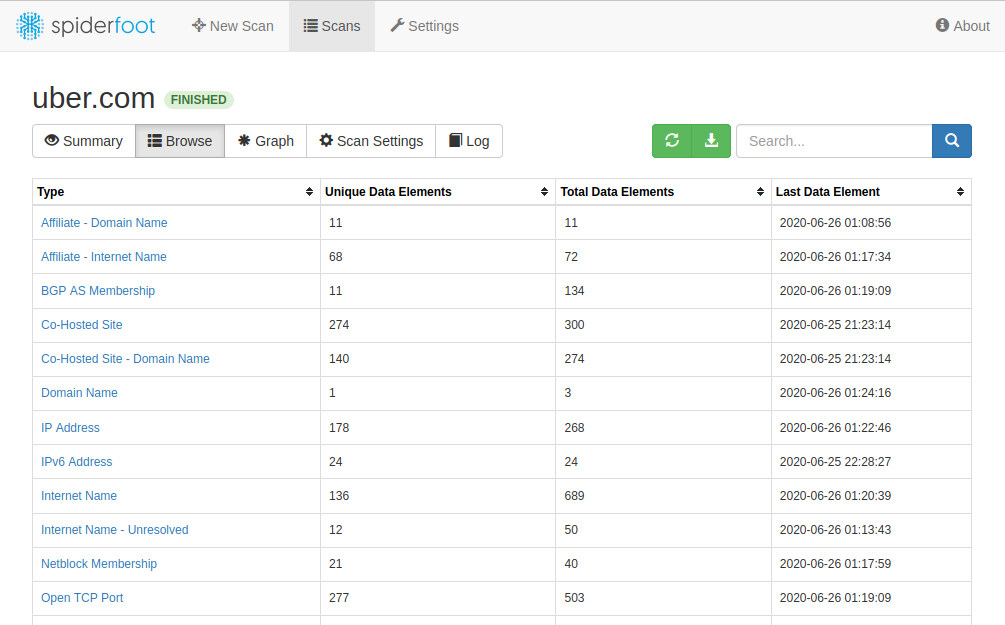 spiderfoot New Scan Scans Settings About
uber.com FINISHED
Summary Browse Graph Scan Settings Log Search...
Type Unique Data Elements Total Data Elements Last Data Element
Affiliate - Domain Name 11 11 2020-06-26 01:08:56
Affiliate - Internet Name 68 72 2020-06-26 01:17:34
BGP AS Membership 11 134 2020-06-26 01:19:09
Co-Hosted Site 274 300 2020-06-25 21:23:14
Co-Hosted Site - Domain Name 140 274 2020-06-25 21:23:14
Domain Name 1 3 2020-06-26 01:24:16
IP Address 178 268 2020-06-26 01:22:46
IPv6 Address 24 24 2020-06-25 22:28:27
Internet Name 136 689 2020-06-26 01:20:39
Internet Name - Unresolved 12 50 2020-06-26 01:13:43
Netblock Membership 21 40 2020-06-26 01:17:59
Open TCP Port 277 503 2020-06-26 01:19:09